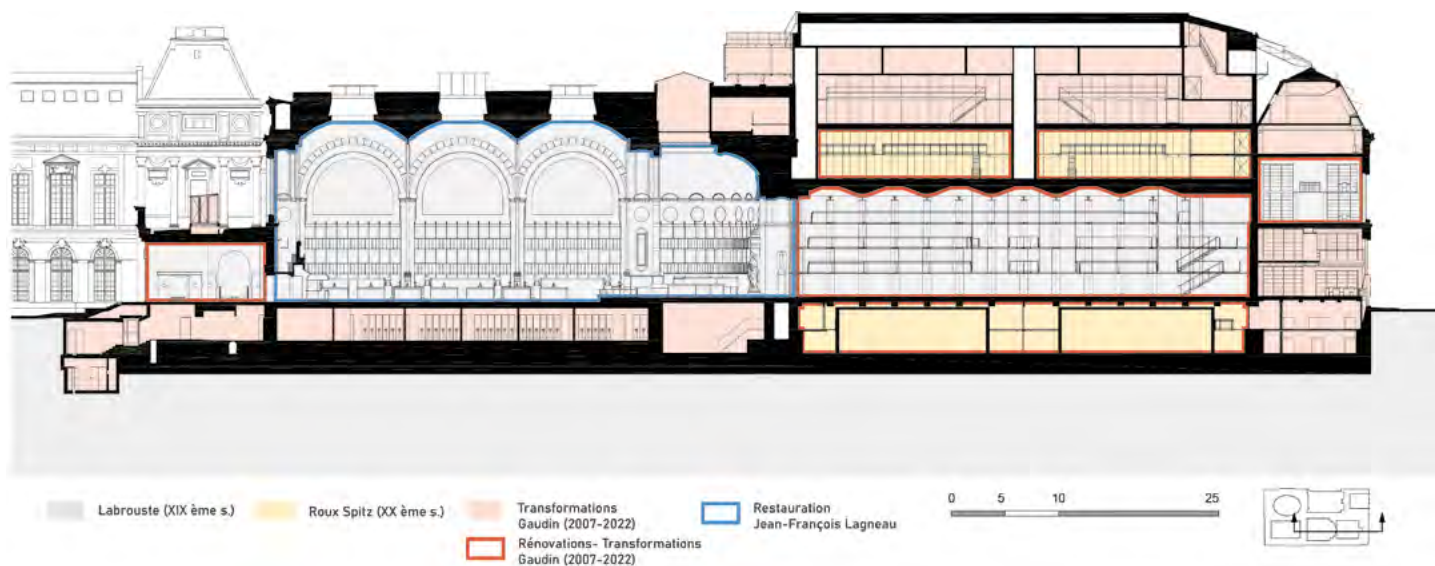 Labrouste (XIX ème s.)
Roux Spitz (XX ème s.)
Transformations
Gaudin (2007-2022)
Rénovations- Transformations
Gaudin (2007-2022)
Restauration
Jean-François Lagneau
0 5 10 25